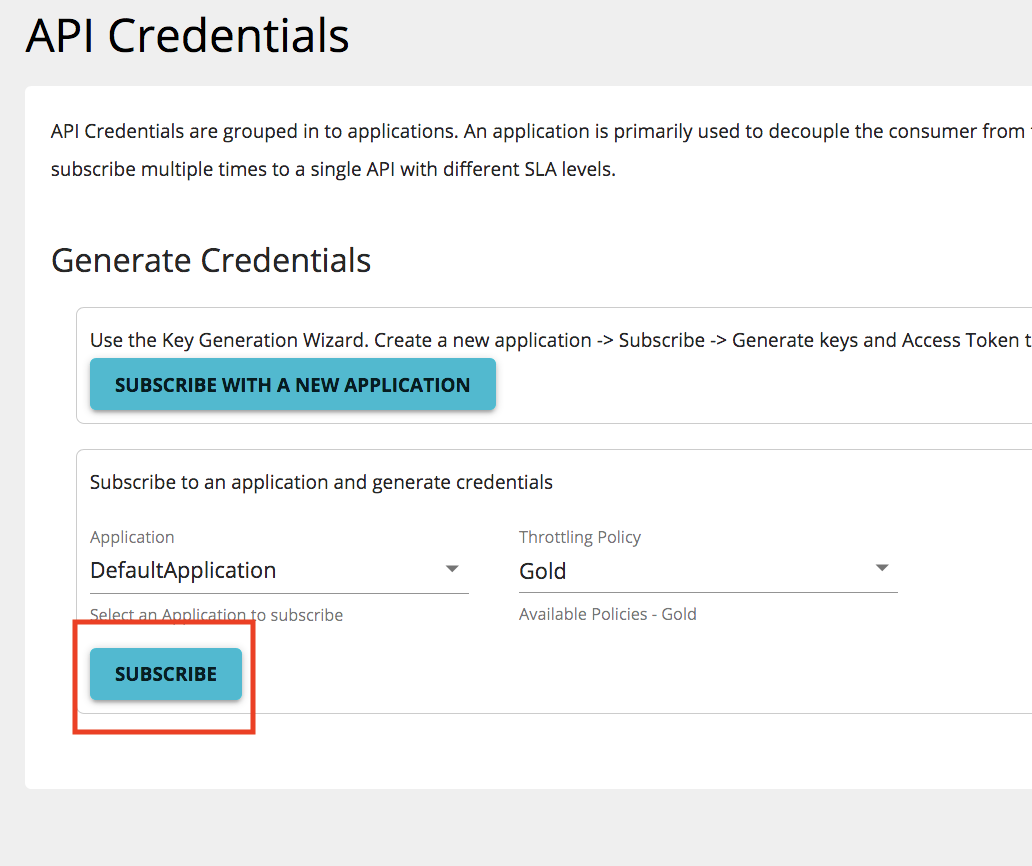 API Credentials
API Credentials are grouped in to applications. An application is primarily used to decouple the consumer from
subscribe multiple times to a single API with different SLA levels.
Generate Credentials
Use the Key Generation Wizard. Create a new application -> Subscribe -> Generate keys and Access Token
SUBSCRIBE WITH A NEW APPLICATION
Subscribe to an application and generate credentials
Application
Throttling Policy
DefaultApplication
Gold
Select an Application to subscribe
Available Policies - Gold
SUBSCRIBE